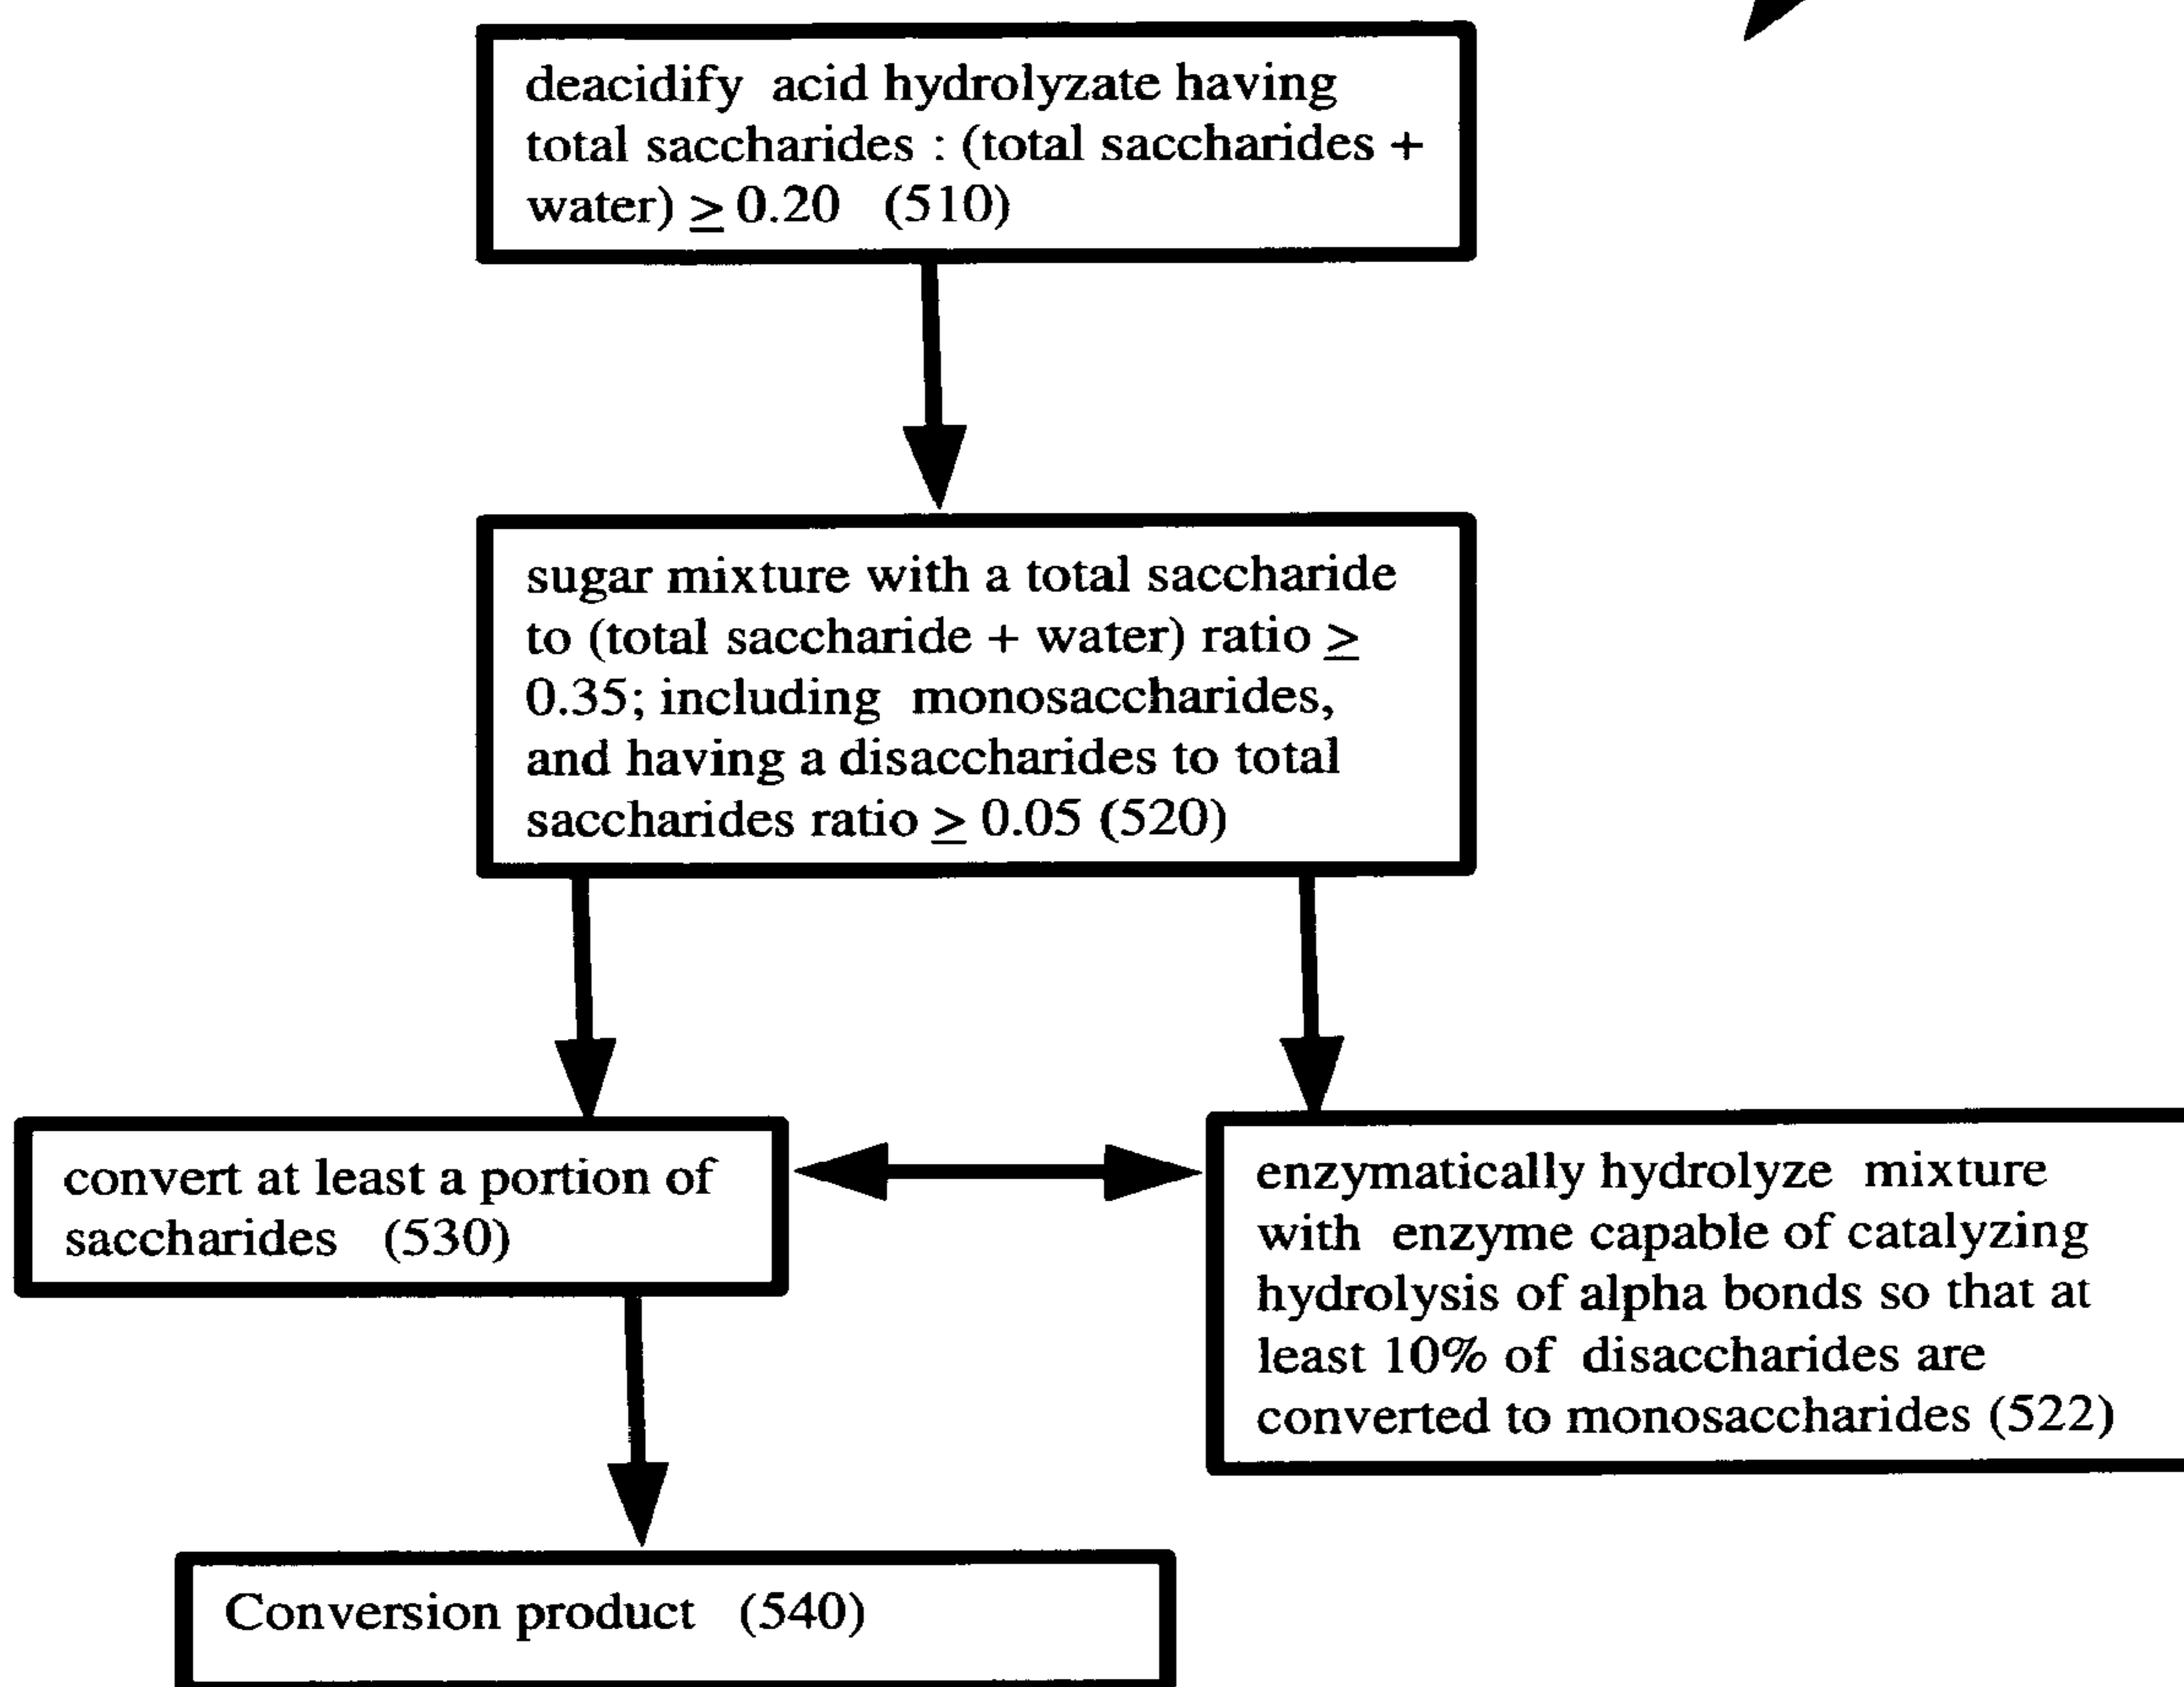 deacidify acid hydrolyzate having
total saccharides : (total saccharides +
water) ≥ 0.20 (510)
sugar mixture with a total saccharide
to (total saccharide + water) ratio ≥
0.35; including monosaccharides,
and having a disaccharides to total
saccharides ratio ≥ 0.05 (520)
convert at least a portion of
saccharides (530)
enzymatically hydrolyze mixture
with enzyme capable of catalyzing
hydrolysis of alpha bonds so that at
least 10% of disaccharides are
converted to monosaccharides (522)
Conversion product (540)